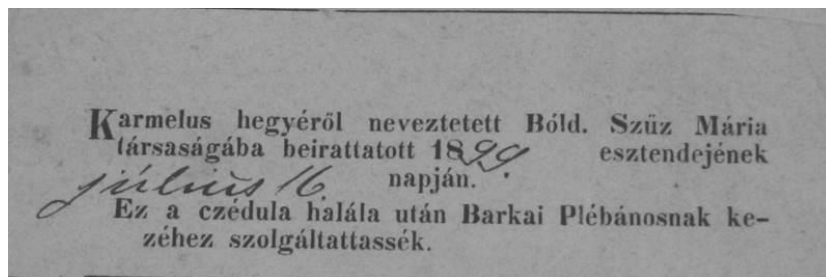 Karmelus hegyéről neveztetett Bóld. Szűz Mária
társaságába beirattatott 1899. esztendejének
július 16. napján.
Ez a czédula halála után Barkai Plébánosnak ke-
zéhez szolgáltattassék.